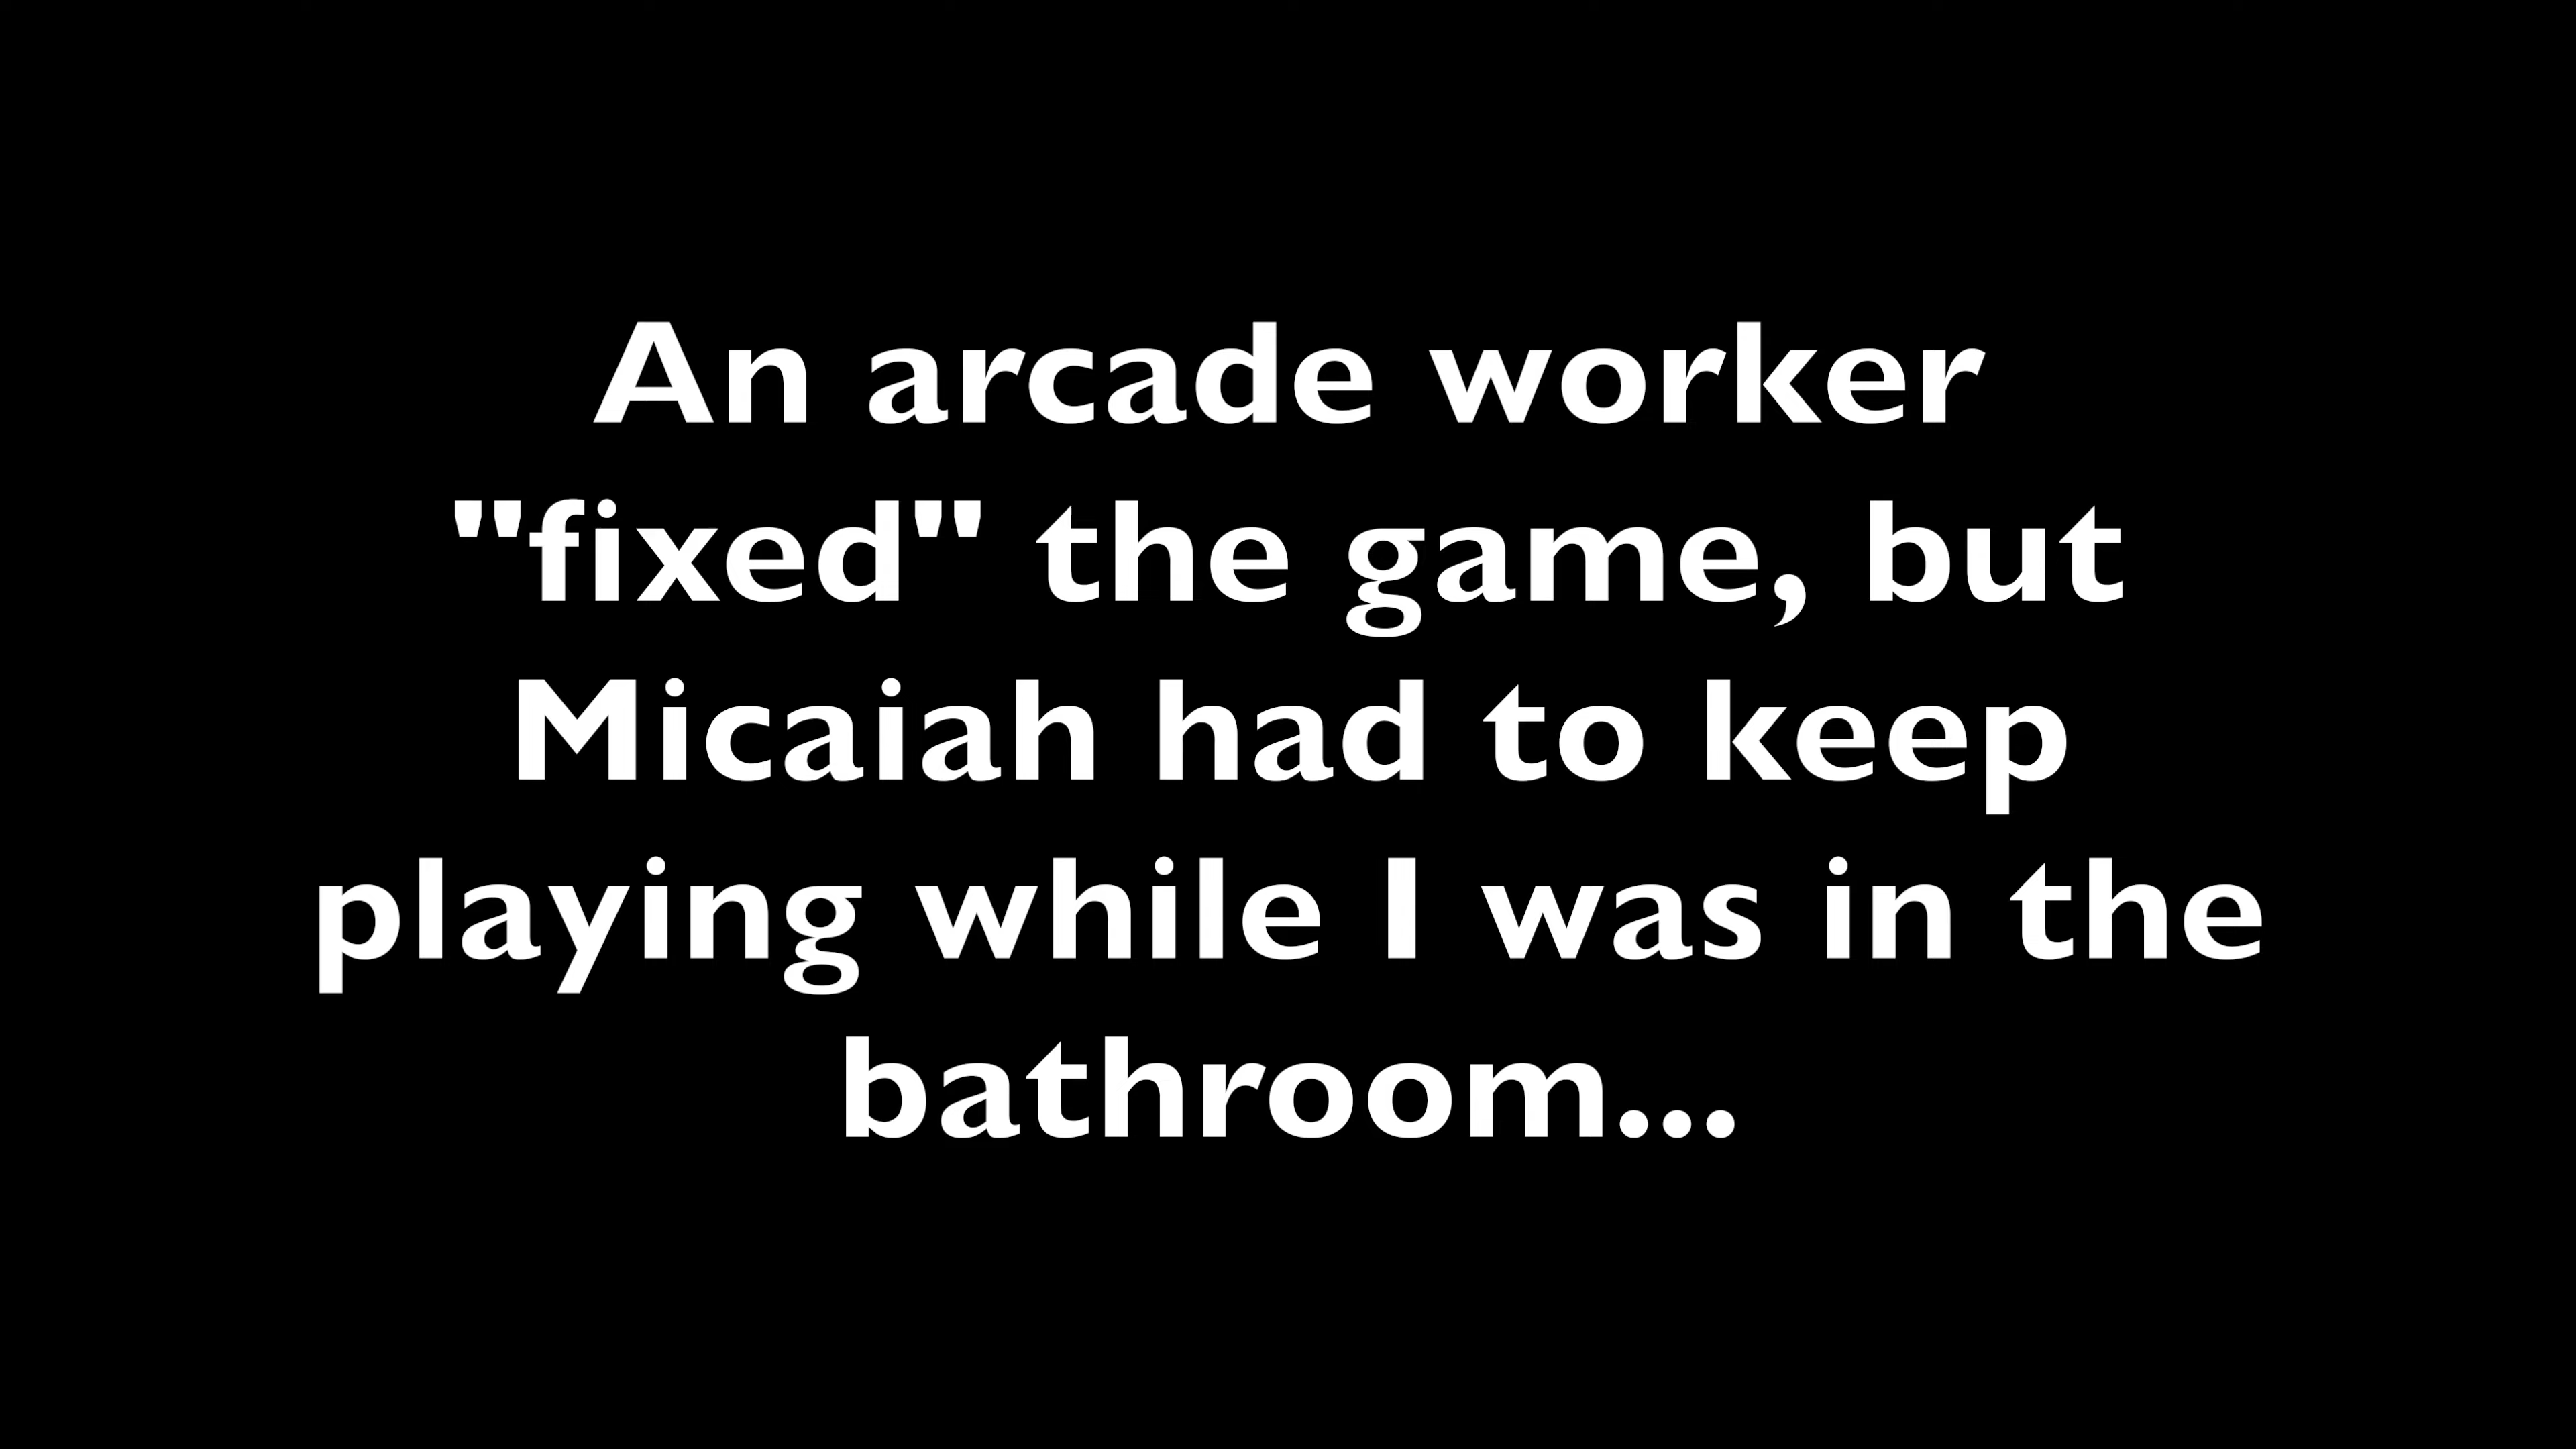 An arcade worker
"fixed" the game, but
Micaiah had to keep
playing while I was in the
bathroom...